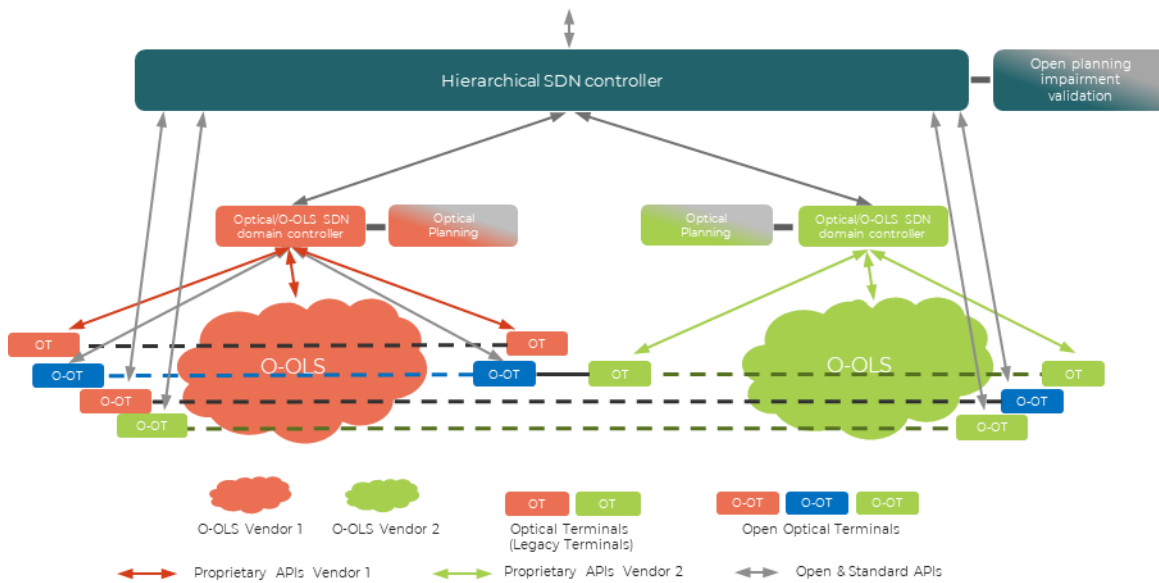 Hierarchical SDN controller
Open planning
impairment
validation
Optical/O-OLS SDN
domain controller
Optical
Planning
Optical
Planning
Optical/O-OLS SDN
domain controller
OT
OT
O-OLS
O-OLS
O-OT
O-OT
OT
OT
O-OT
O-OT
O-OT
O-OT
OT
OT
O-OT
O-OT
O-OT
O-OLS Vendor 1
O-OLS Vendor 2
Optical Terminals
(Legacy Terminals)
Open Optical Terminals
Proprietary APIs Vendor 1
Proprietary APIs Vendor 2
Open & Standard APIs